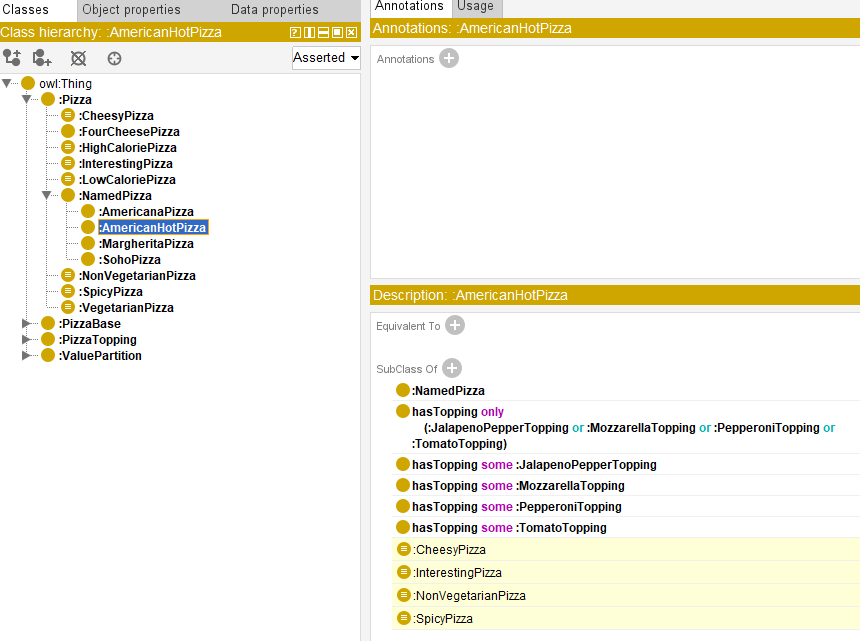 Classes Object properties Data properties
Class hierarchy: :AmericanHotPizza
Asserted
owl:Thing
:Pizza
:CheesyPizza
:FourCheesePizza
:HighCaloriePizza
:InterestingPizza
:LowCaloriePizza
:NamedPizza
:AmericanaPizza
:AmericanHotPizza
:MargheritaPizza
:SohoPizza
:NonVegetarianPizza
:SpicyPizza
:VegetarianPizza
:PizzaBase
:PizzaTopping
:ValuePartition
Annotations Usage
Annotations: :AmericanHotPizza
Annotations
Description: :AmericanHotPizza
Equivalent To
SubClass Of
:NamedPizza
hasTopping only
(:JalapenoPepperTopping or :MozzarellaTopping or :PepperoniTopping or
:TomatoTopping)
hasTopping some :JalapenoPepperTopping
hasTopping some :MozzarellaTopping
hasTopping some :PepperoniTopping
hasTopping some :TomatoTopping
:CheesyPizza
:InterestingPizza
:NonVegetarianPizza
:SpicyPizza